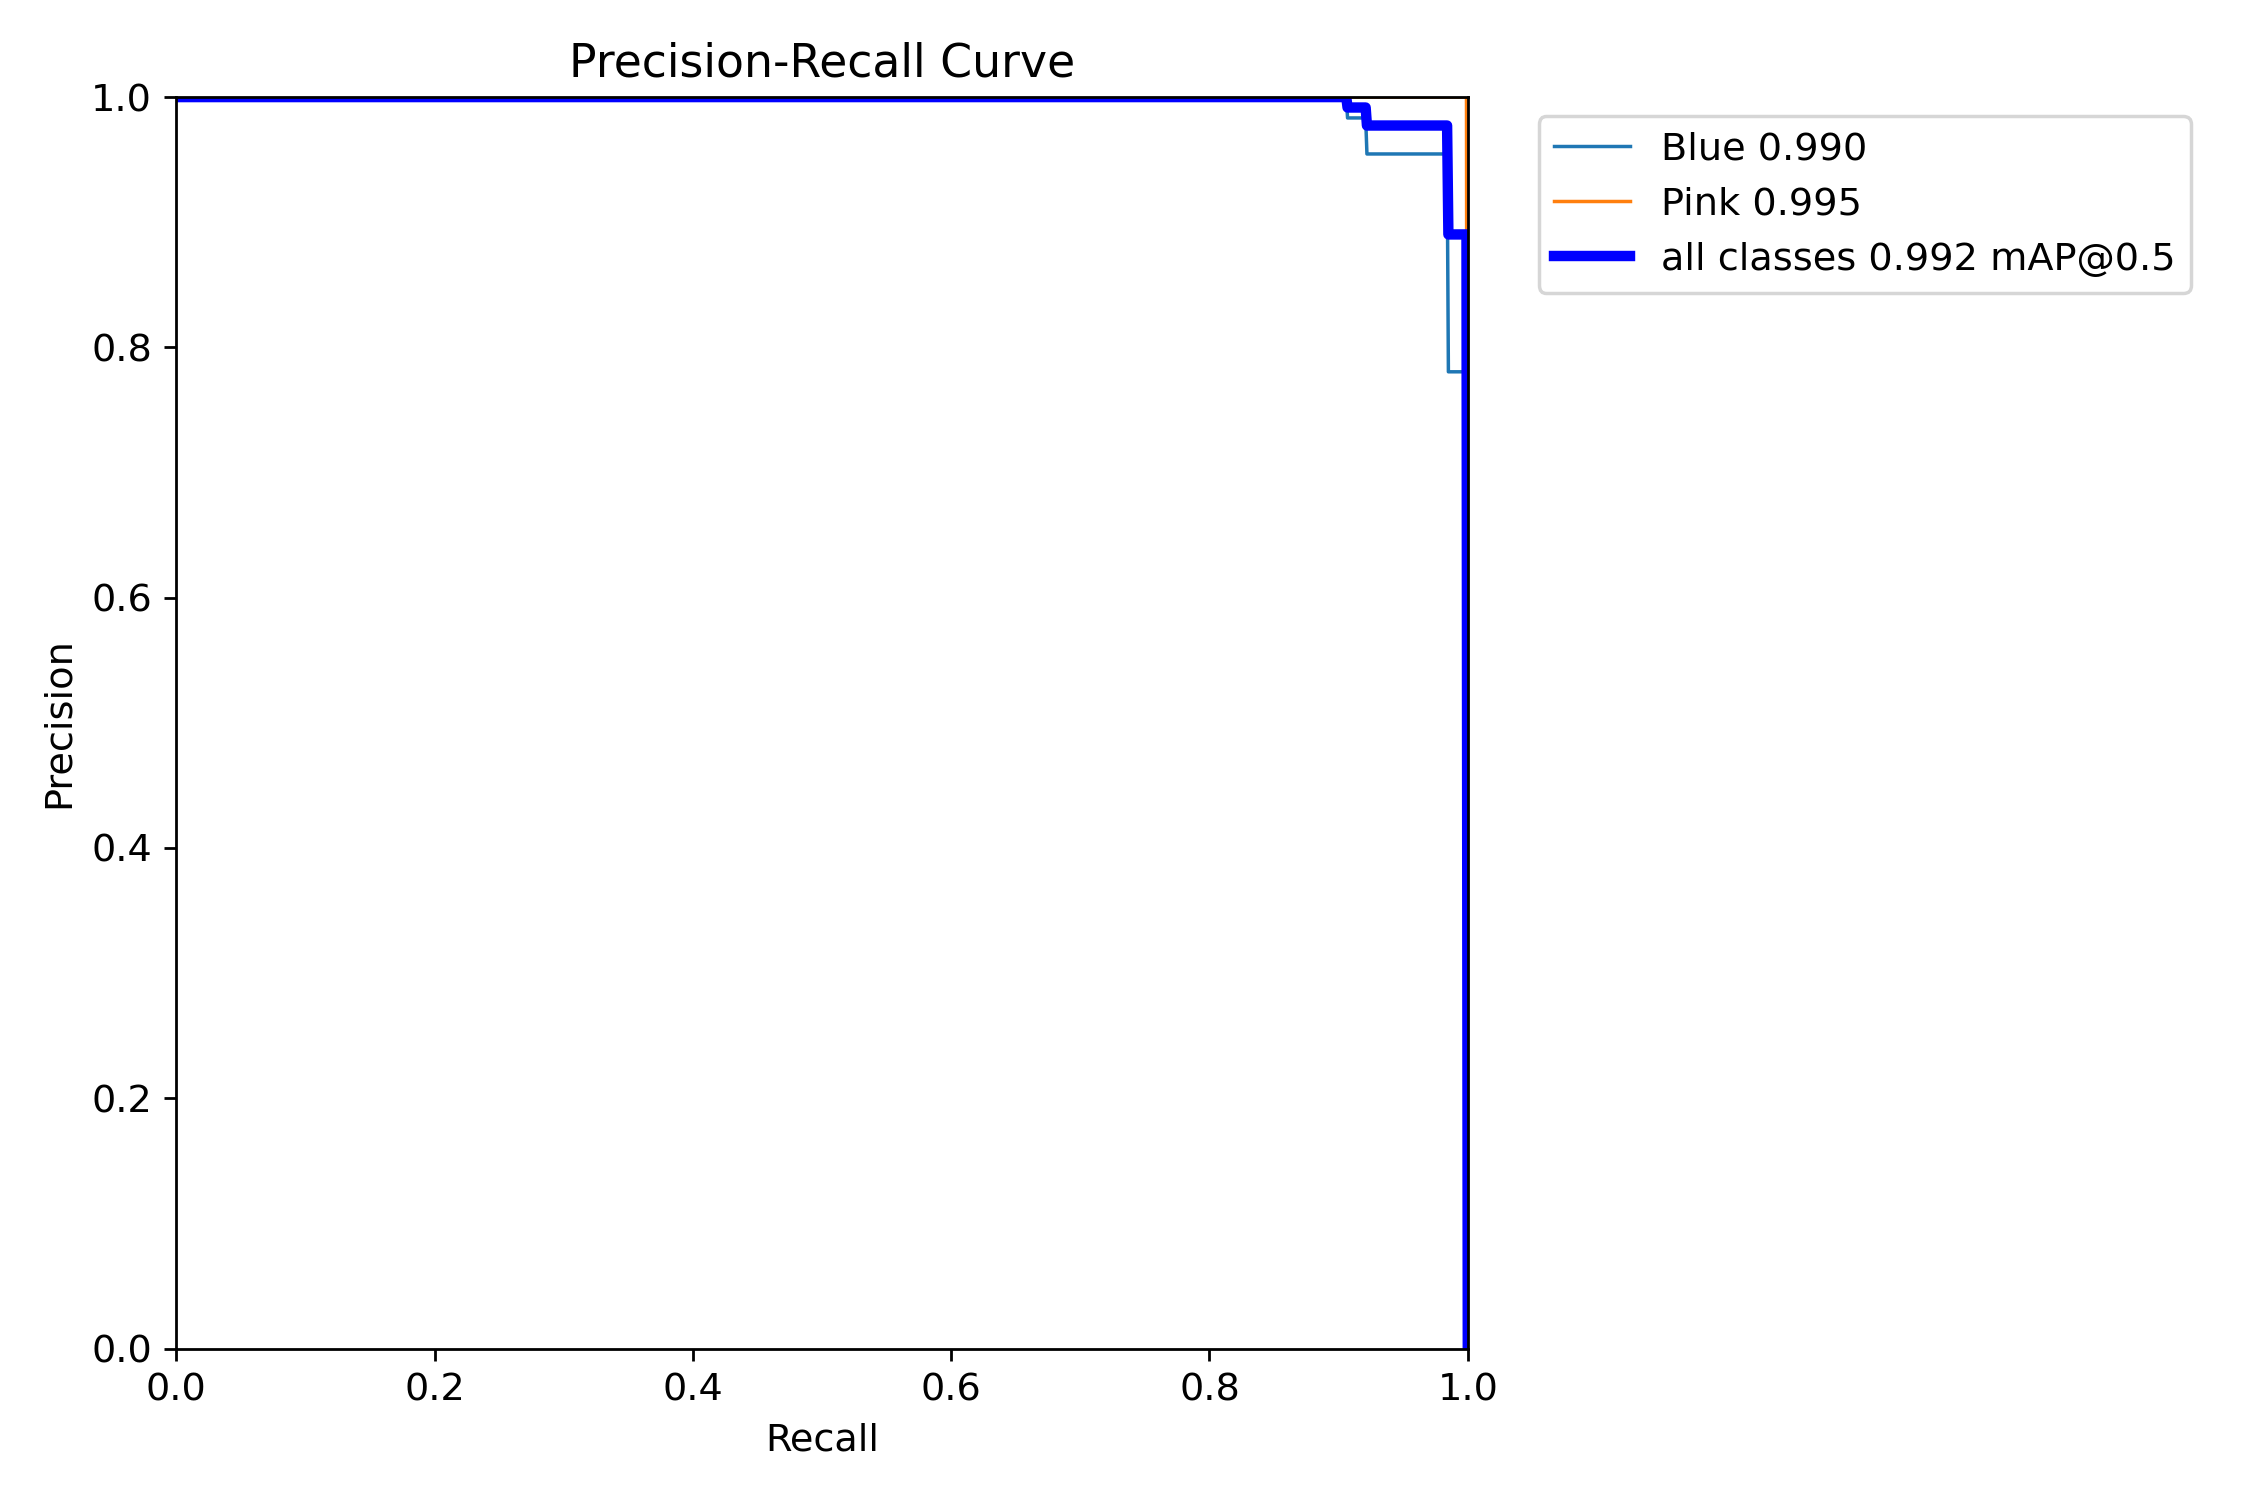 Precision-Recall Curve
1.0
0.8
0.6
0.4
0.2
0.0
Precision
0.0 0.2 0.4 0.6 0.8 1.0
Recall
Blue 0.990
Pink 0.995
all classes 0.992 mAP@0.5